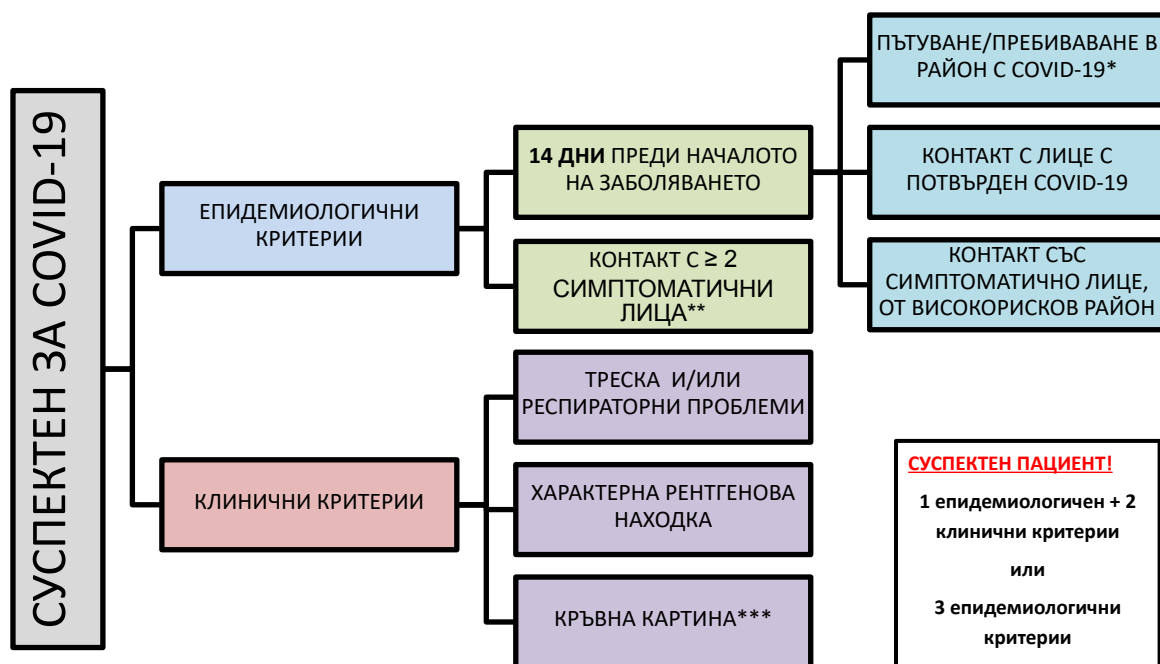 СУСПЕКТЕН ЗА COVID-19
ЕПИДЕМИОЛОГИЧНИ
КРИТЕРИИ
14 ДНИ ПРЕДИ НАЧАЛОТО
НА ЗАБОЛЯВАНЕТО
ПЪТУВАНЕ/ПРЕБИВАВАНЕ В
РАЙОН С COVID-19*
КОНТАКТ С ЛИЦЕ С
ПОТВЪРДЕН COVID-19
КОНТАКТ СЪС
СИМПТОМАТИЧНО ЛИЦЕ,
ОТ ВИСОКОРИСКОВ РАЙОН
КОНТАКТ С ≥ 2
СИМПТОМАТИЧНИ
ЛИЦА**
КЛИНИЧНИ КРИТЕРИИ
ТРЕСКА И/ИЛИ
РЕСПИРАТОРНИ ПРОБЛЕМИ
ХАРАКТЕРНА РЕНТГЕНОВА
НАХОДКА
КРЪВНА КАРТИНА***
СУСПЕКТЕН ПАЦИЕНТ!
1 епидемиологичен + 2
клинични критерии
или
3 епидемиологични
критерии